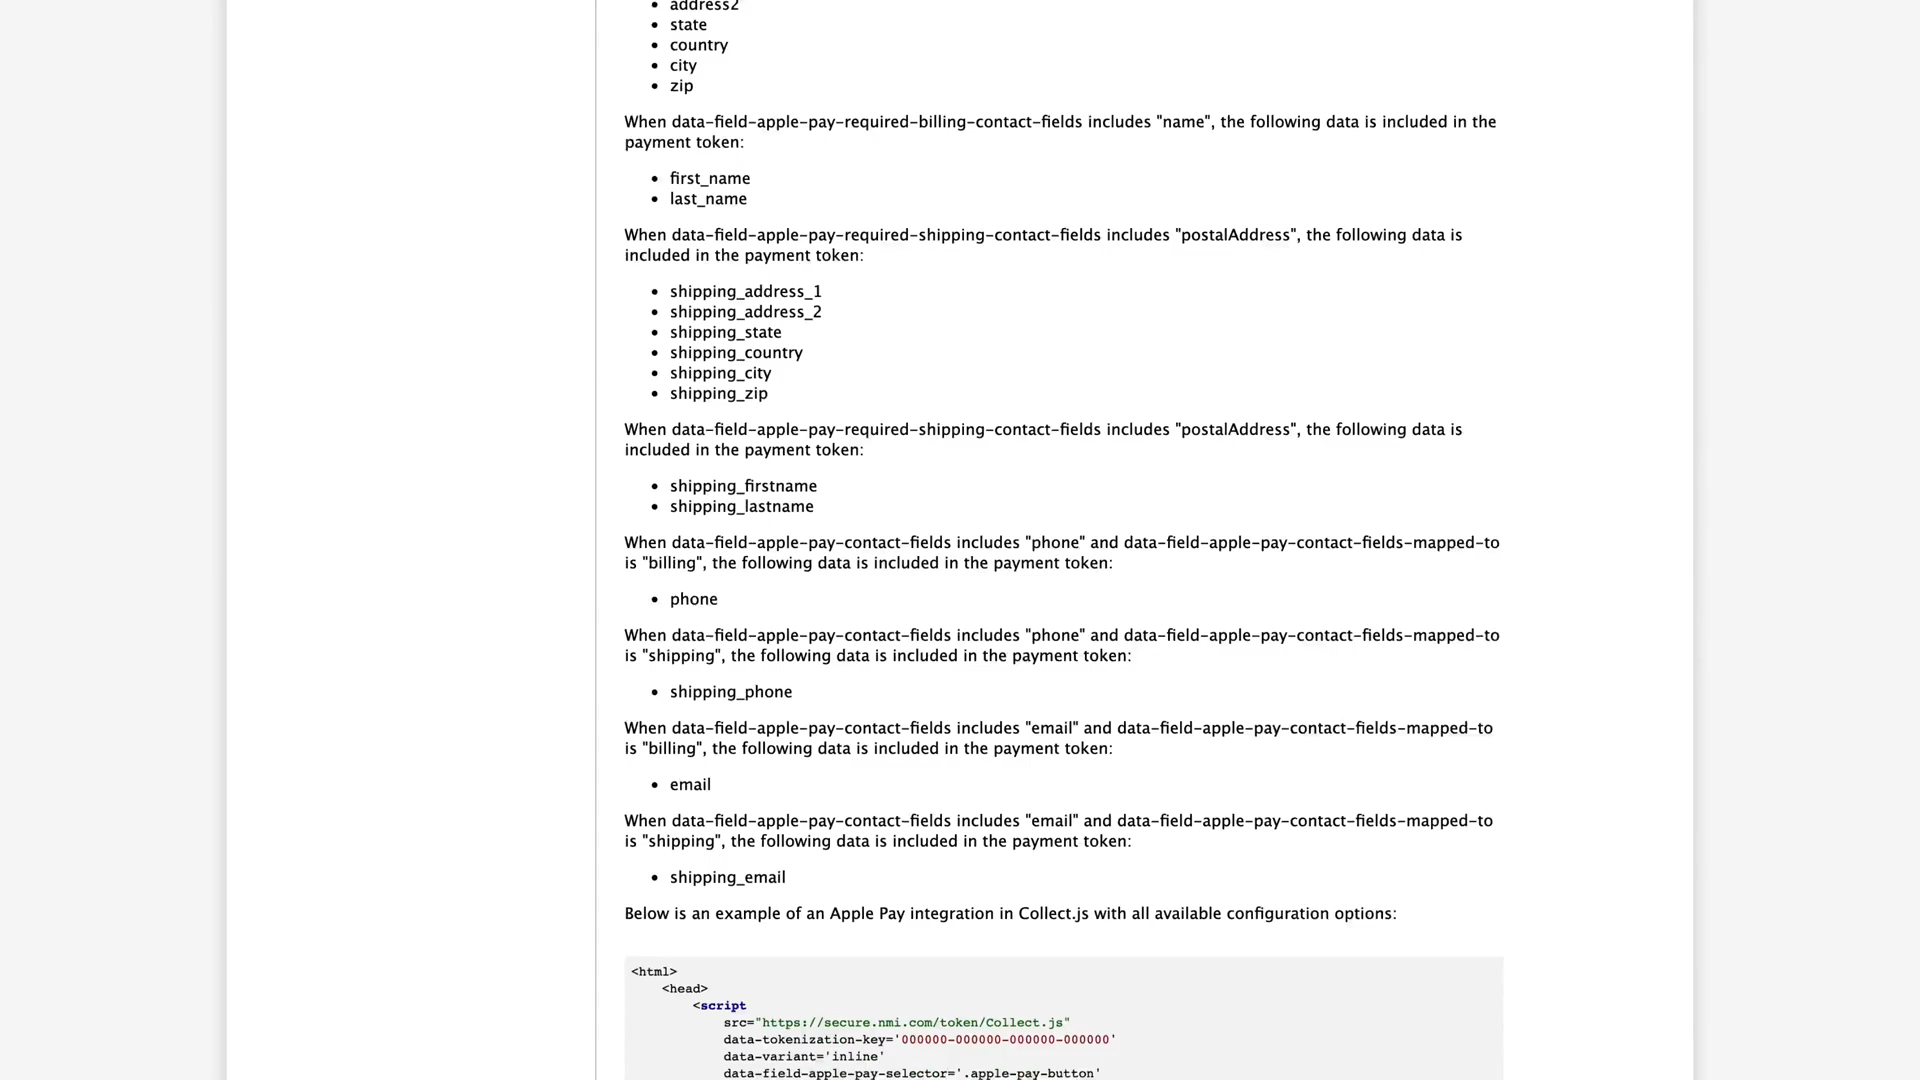 address2
state
country
city
zip
When data-field-apple-pay-required-billing-contact-fields includes "name", the following data is included in the
payment token:
first_name
last_name
When data-field-apple-pay-required-shipping-contact-fields includes "postalAddress", the following data is
included in the payment token:
shipping_address_1
shipping_address_2
shipping_state
shipping_country
shipping_city
shipping_zip
When data-field-apple-pay-required-shipping-contact-fields includes "postalAddress", the following data is
included in the payment token:
shipping_firstname
shipping_lastname
When data-field-apple-pay-contact-fields includes "phone" and data-field-apple-pay-contact-fields-mapped-to
is "billing", the following data is included in the payment token:
phone
When data-field-apple-pay-contact-fields includes "phone" and data-field-apple-pay-contact-fields-mapped-to
is "shipping", the following data is included in the payment token:
shipping_phone
When data-field-apple-pay-contact-fields includes "email" and data-field-apple-pay-contact-fields-mapped-to
is "billing", the following data is included in the payment token:
email
When data-field-apple-pay-contact-fields includes "email" and data-field-apple-pay-contact-fields-mapped-to
is "shipping", the following data is included in the payment token:
shipping_email
Below is an example of an Apple Pay integration in Collect.js with all available configuration options:
<html>
<head>
<script
src="https://secure.nmi.com/token/Collect.js"
data-tokenization-key='000000-000000-000000-000000'
data-variant='inline'
data-field-apple-pay-selector='.apple-pay-button'